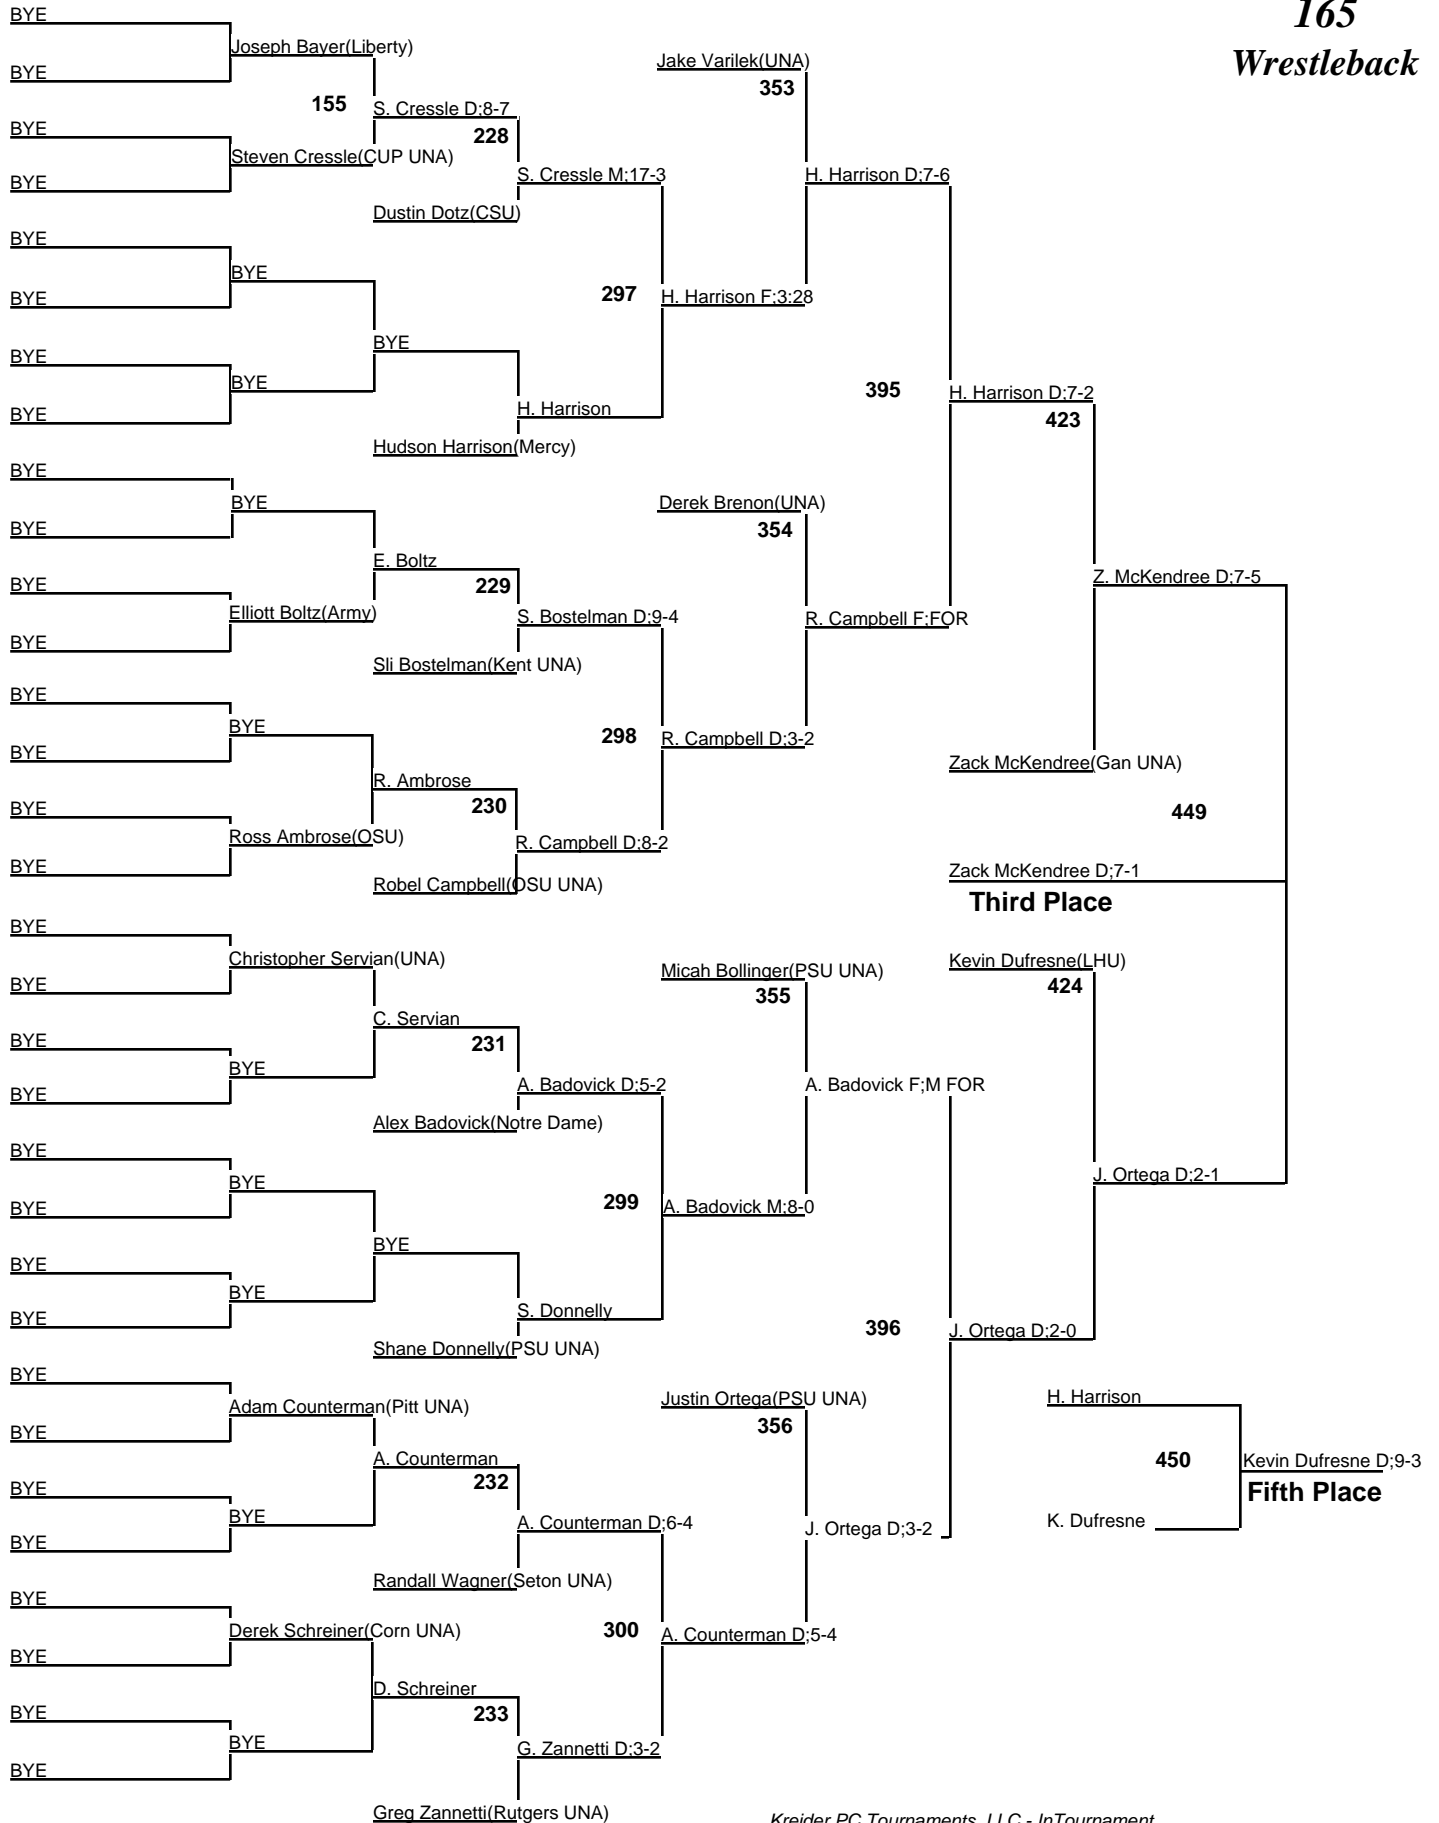 165
Wrestleback
BYE
Joseph Bayer(Liberty)
Jake Varilek(UNA)
BYE
353
155
S. Cressle D;8-7
BYE
228
Steven Cressle(CUP UNA)
BYE
S. Cressle M;17-3
H. Harrison D;7-6
Dustin Dotz(CSU)
BYE
BYE
BYE
297
H. Harrison F;3:28
BYE
BYE
BYE
395
H. Harrison D;7-2
BYE
H. Harrison
423
Hudson Harrison(Mercy)
BYE
BYE
Derek Brenon(UNA)
BYE
354
E. Boltz
BYE
229
Z. McKendree D;7-5
Elliott Boltz(Army)
S. Bostelman D;9-4
R. Campbell F;FOR
BYE
Sli Bostelman(Kent UNA)
BYE
BYE
298
R. Campbell D;3-2
BYE
Zack McKendree(Gan UNA)
R. Ambrose
BYE
230
449
Ross Ambrose(OSU)
R. Campbell D;8-2
BYE
Robel Campbell(OSU UNA)
Zack McKendree D;7-1
Third Place
BYE
Christopher Servian(UNA)
Micah Bollinger(PSU UNA)
Kevin Dufresne(LHU)
BYE
355
424
C. Servian
BYE
231
BYE
A. Badovick D;5-2
A. Badovick F;M FOR
BYE
Alex Badovick(Notre Dame)
BYE
BYE
J. Ortega D;2-1
BYE
299
A. Badovick M;8-0
BYE
BYE
BYE
S. Donnelly
BYE
396
J. Ortega D;2-0
Shane Donnelly(PSU UNA)
BYE
Adam Counterman(Pitt UNA)
Justin Ortega(PSU UNA)
H. Harrison
BYE
356
A. Counterman
450
Kevin Dufresne D;9-3
BYE
232
Fifth Place
BYE
A. Counterman D;6-4
J. Ortega D;3-2
K. Dufresne
BYE
Randall Wagner(Seton UNA)
BYE
Derek Schreiner(Corn UNA)
300
A. Counterman D;5-4
BYE
D. Schreiner
BYE
233
BYE
G. Zannetti D;3-2
BYE
Greg Zannetti(Rutgers UNA)
Kreider PC Tournaments, LLC - InTournament